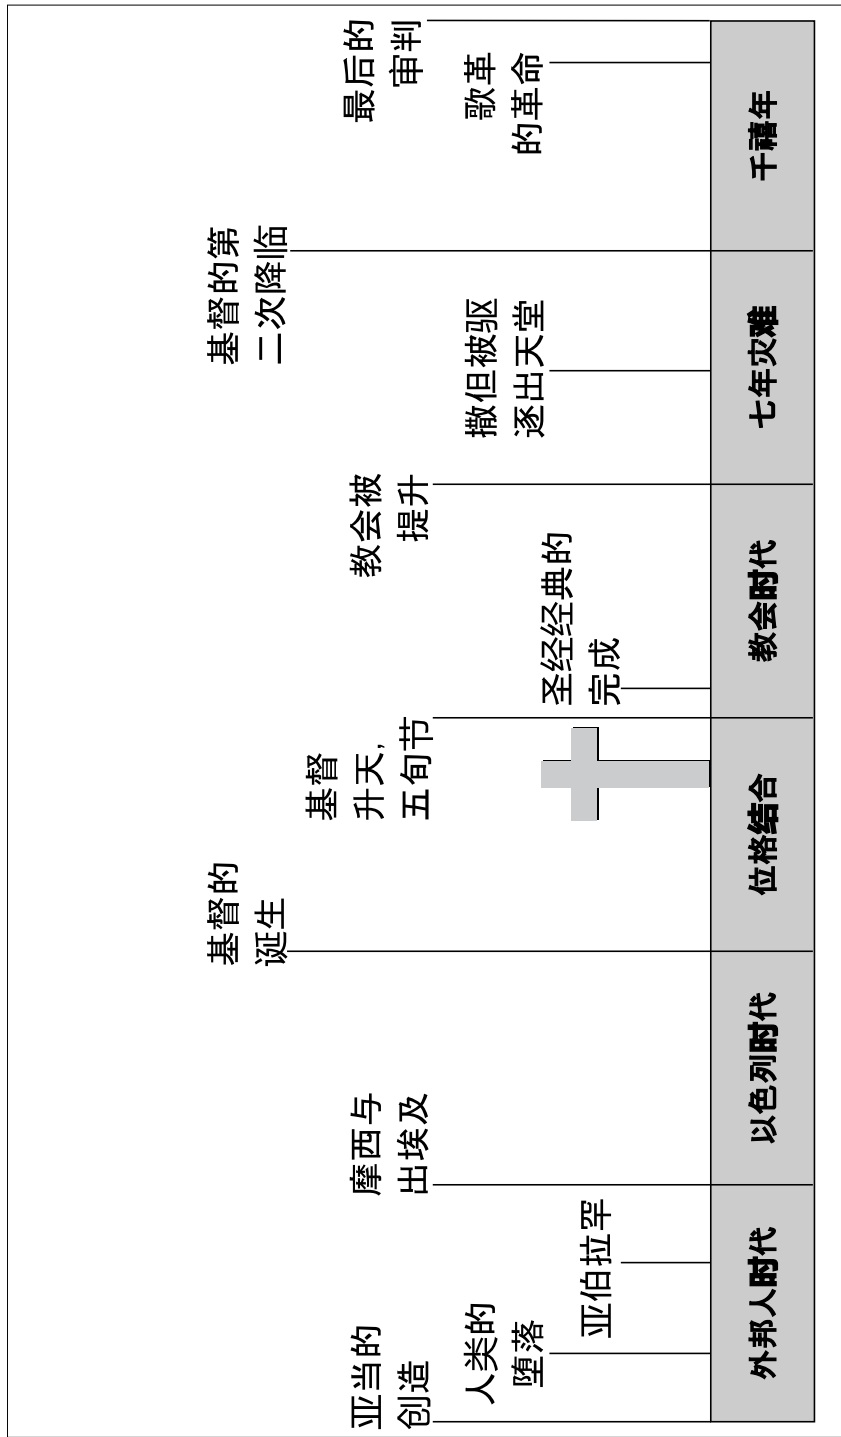 基督的
诞生
基督的第
二次降临
亚当的
创造
摩西与
出埃及
基督
升天,
五旬节
教会被
提升
最后的
审判
人类的
堕落
撒但被驱
逐出天堂
歌革
的革命
亚伯拉罕
圣经经典的
完成
外邦人时代
以色列时代
位格结合
教会时代
七年灾难
千禧年